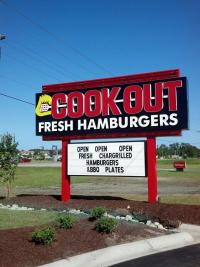 COOK OUT
FRESH HAMBURGERS
OPEN OPEN OPEN
FRESH CHARGRILLED
HAMBURGERS
&BBQ PLATES